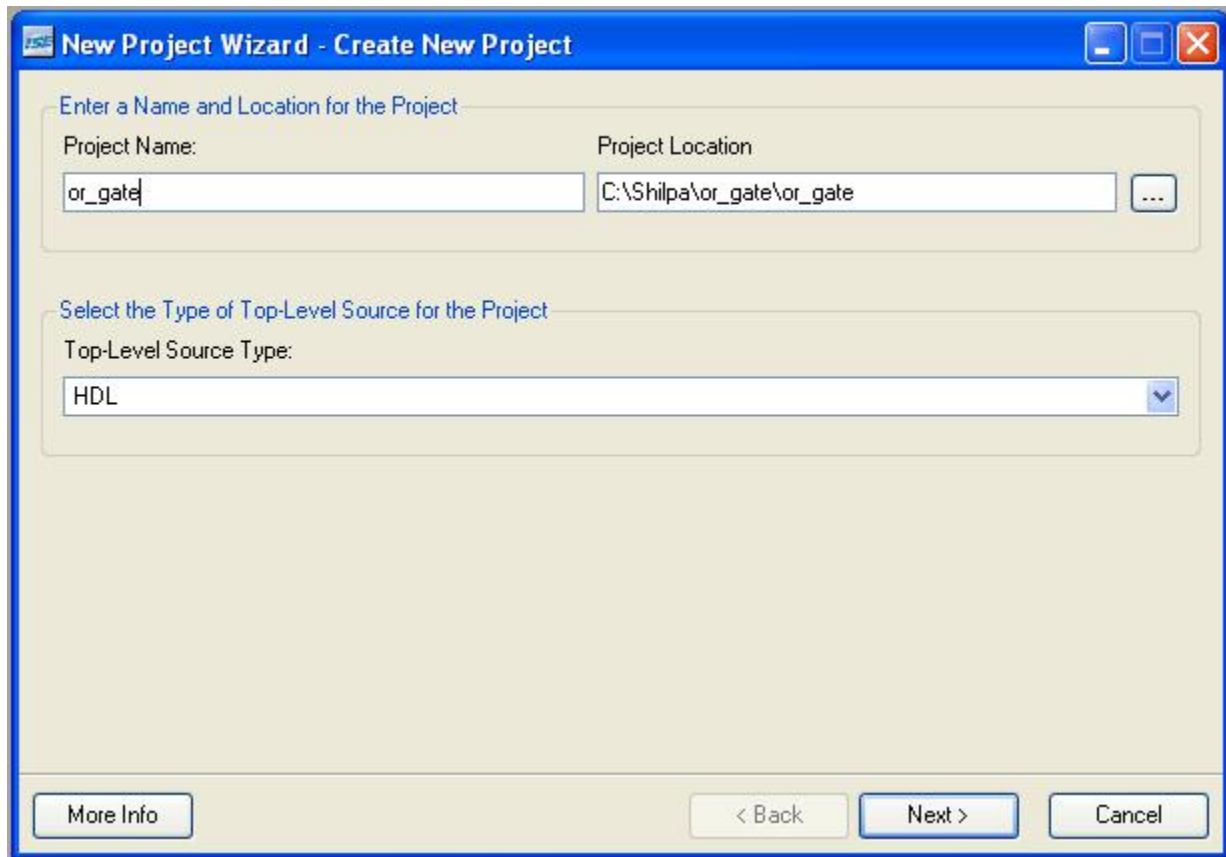 ISE New Project Wizard - Create New Project
Enter a Name and Location for the Project
Project Name: Project Location
or_gate C:\Shilpa\or_gate\or_gate ...
Select the Type of Top-Level Source for the Project
Top-Level Source Type:
HDL
More Info < Back Next > Cancel